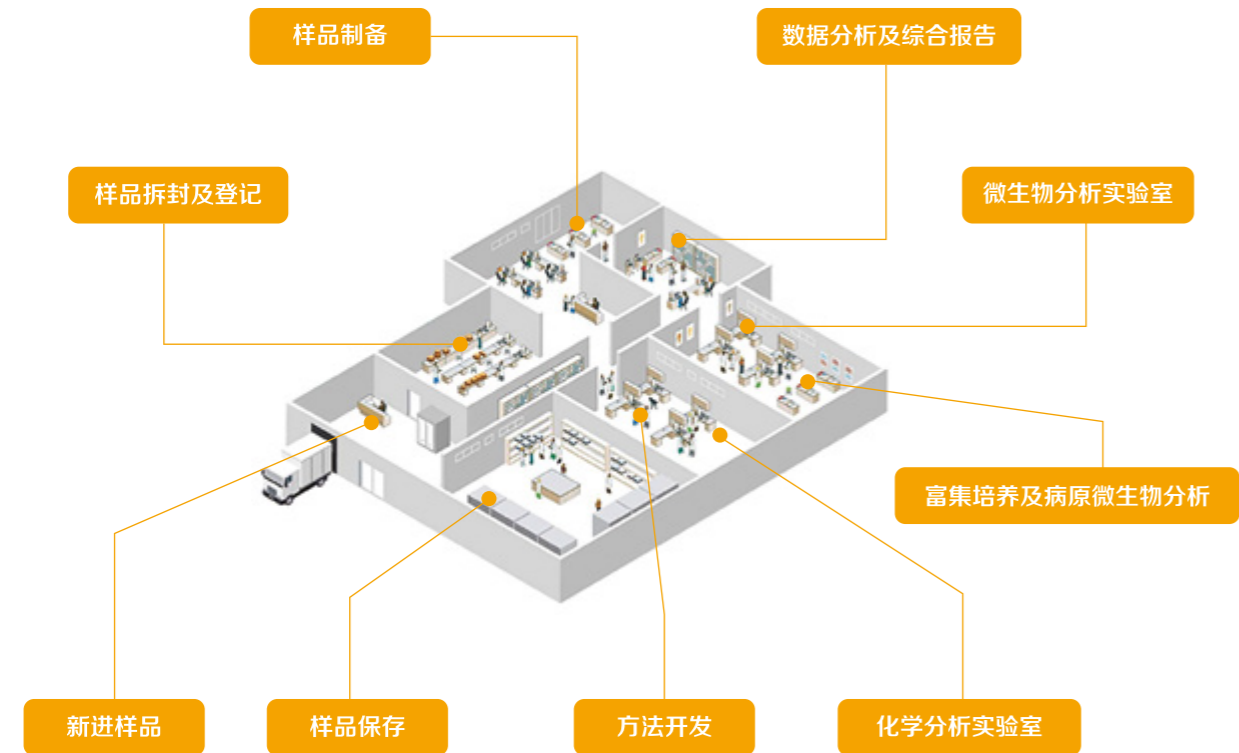 样品制备
数据分析及综合报告
样品拆封及登记
微生物分析实验室
富集培养及病原微生物分析
新进样品
样品保存
方法开发
化学分析实验室